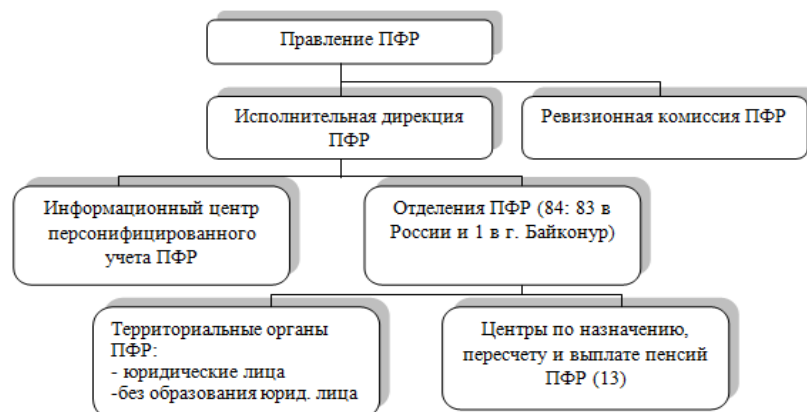 Правление ПФР
Исполнительная дирекция
ПФР
Ревизионная комиссия ПФР
Информационный центр
персонифицированного
учета ПФР
Отделения ПФР (84: 83 в
России и 1 в г. Байконур)
Территориальные органы
ПФР:
- юридические лица
-без образования юрид. лица
Центры по назначению,
пересчету и выплате пенсий
ПФР (13)